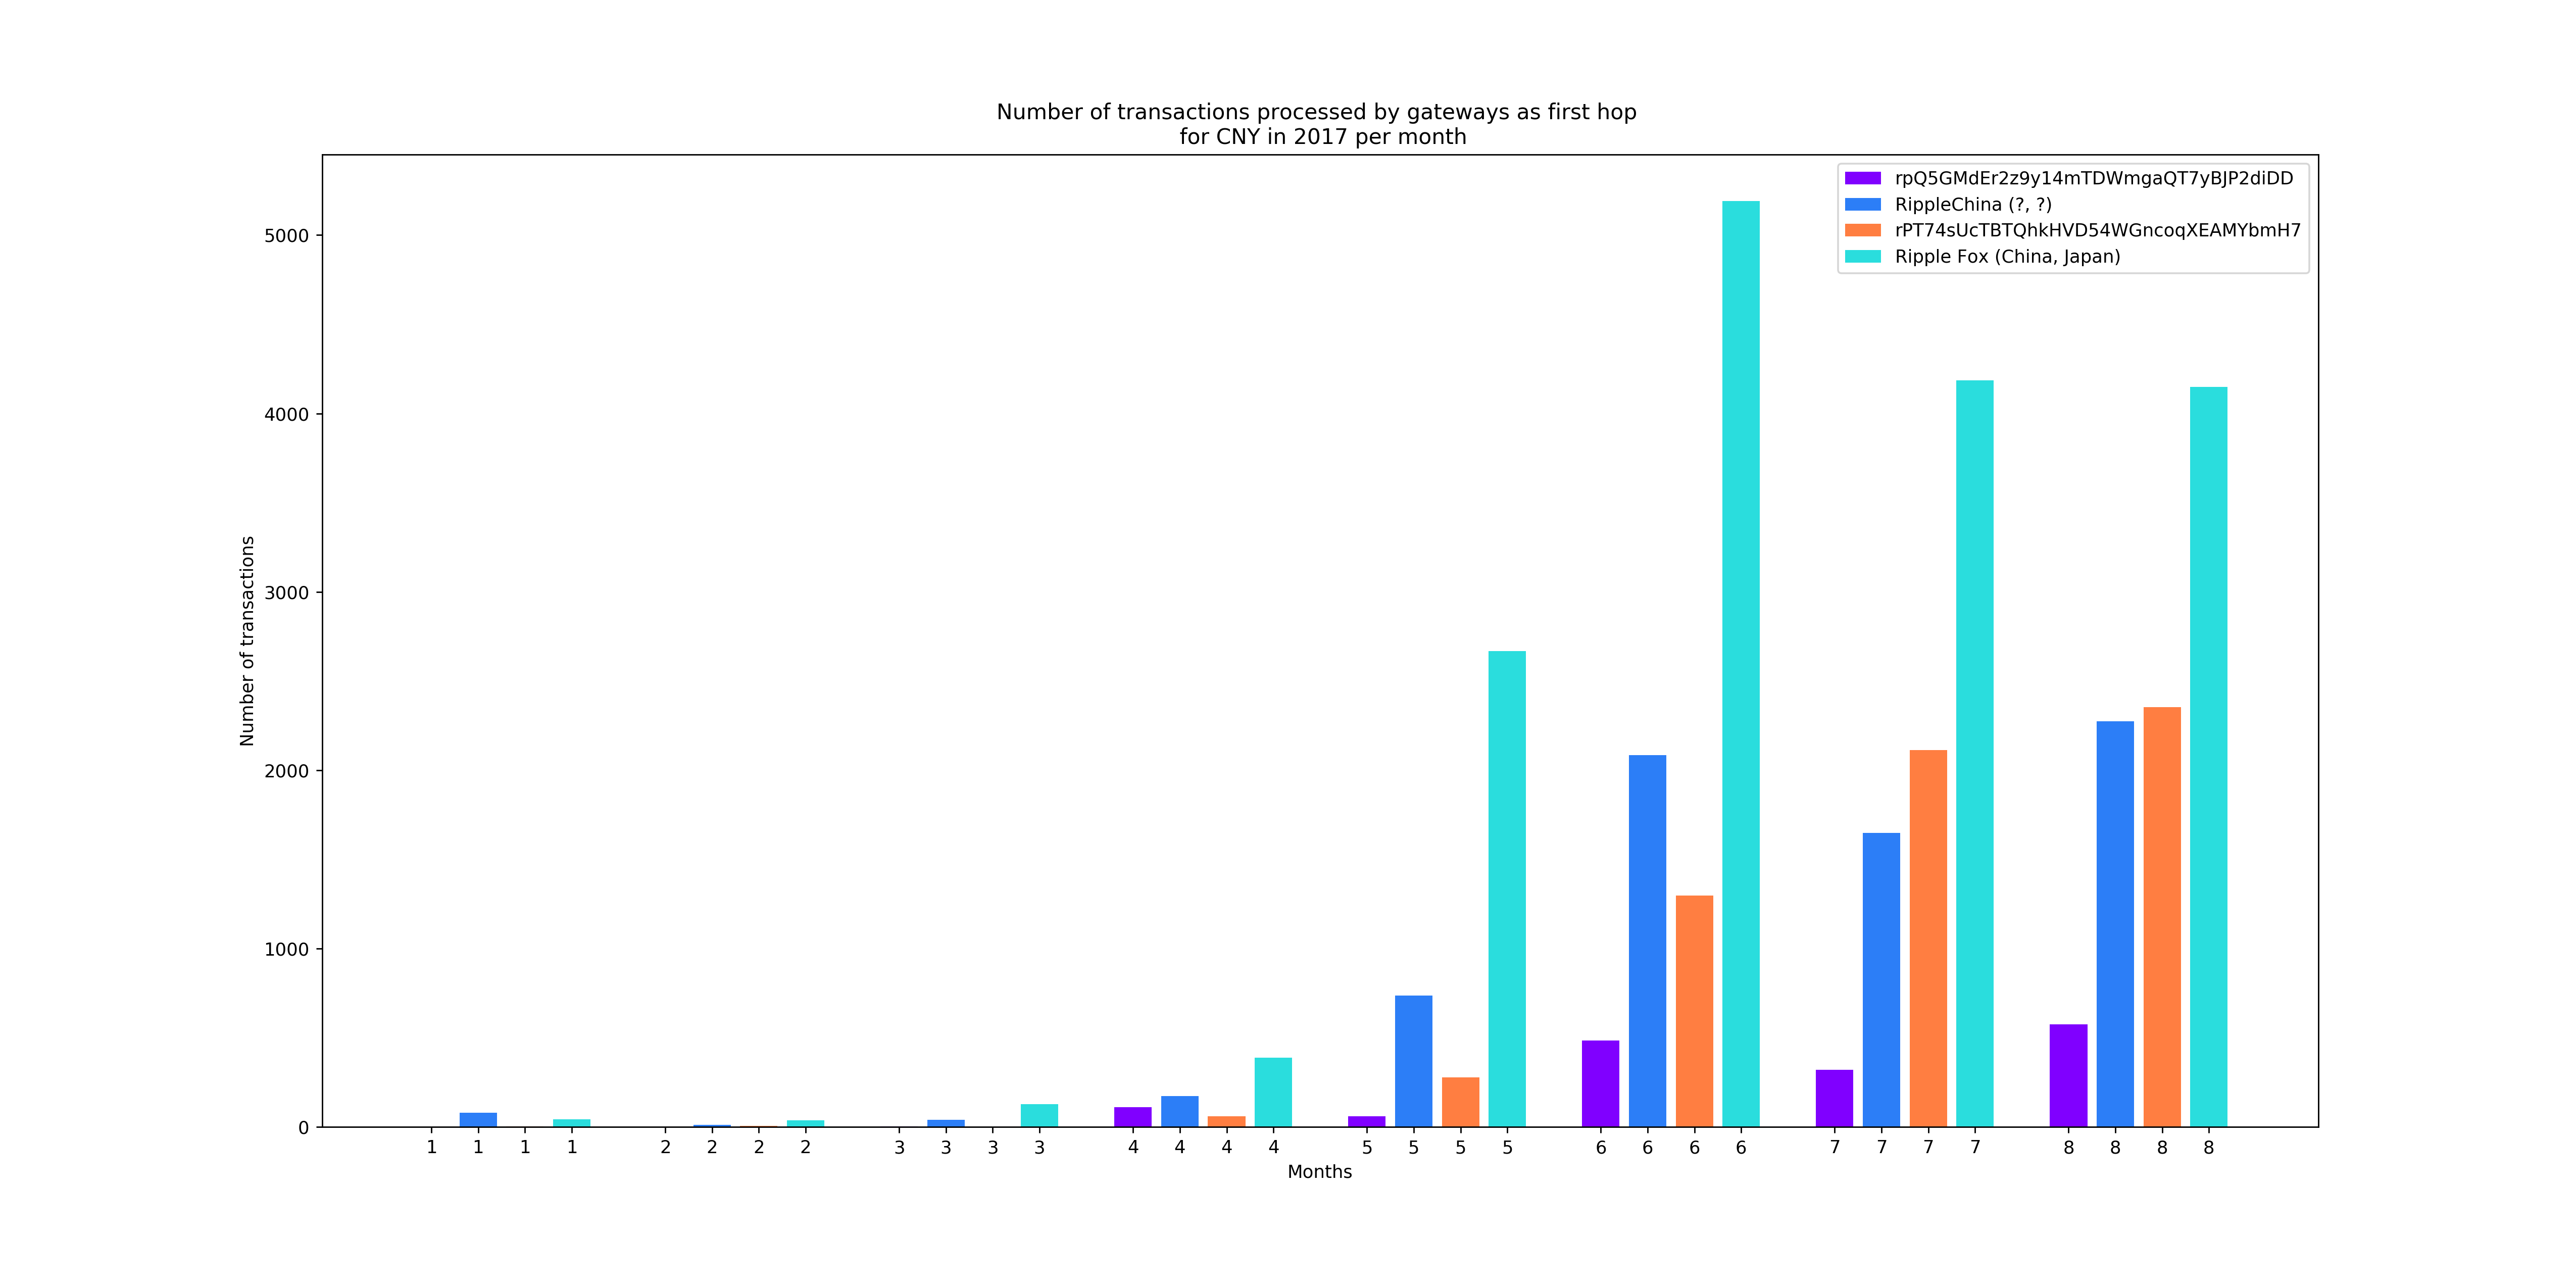 Number of transactions processed by gateways as first hop
for CNY in 2017 per month
rpQ5GMdEr2z9y14mTDWmgaQT7yBJP2diDD
RippleChina (?, ?)
rPT74sUcTBTQhkHVD54WGncoqXEAMYbmH7
Ripple Fox (China, Japan)
Number of transactions
5000
4000
3000
2000
1000
0
1 1 1 1 2 2 2 2 3 3 3 3 4 4 4 4 5 5 5 5 6 6 6 6 7 7 7 7 8 8 8 8
Months